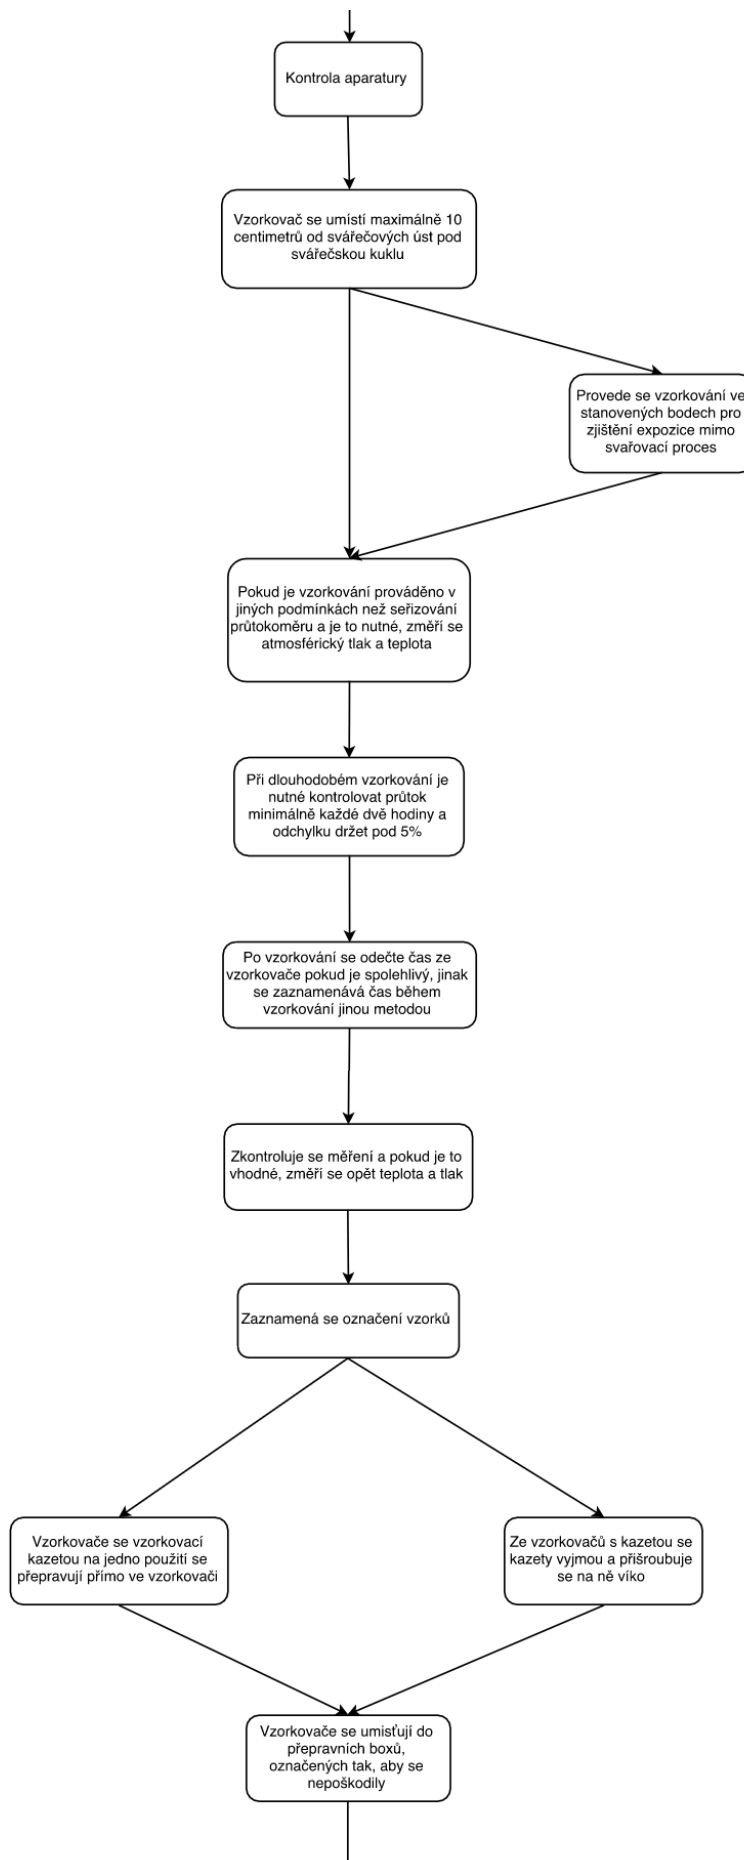 Kontrola aparatury
Vzorkovač se umístí maximálně 10
centimetrů od svářečových úst pod
svářečskou kuklu
Provede se vzorkování ve
stanovených bodech pro
zjištění expozice mimo
svařovací proces
Pokud je vzorkování prováděno v
jiných podmínkách než seřizování
průtokoměru a je to nutné, změří se
atmosférický tlak a teplota
Při dlouhodobém vzorkování je
nutné kontrolovat průtok
minimálně každé dvě hodiny a
odchylku držet pod 5%
Po vzorkování se odečte čas ze
vzorkovače pokud je spolehlivý, jinak
se zaznamenává čas během
vzorkování jinou metodou
Zkontroluje se měření a pokud je to
vhodné, změří se opět teplota a tlak
Zaznamená se označení vzorků
Vzorkovače se vzorkovací
kazetou na jedno použití se
přepravují přímo ve vzorkovači
Ze vzorkovačů s kazetou se
kazety vyjmou a přišroubuje
se na ně víko
Vzorkovače se umisťují do
přepravních boxů,
označených tak, aby se
nepoškodily